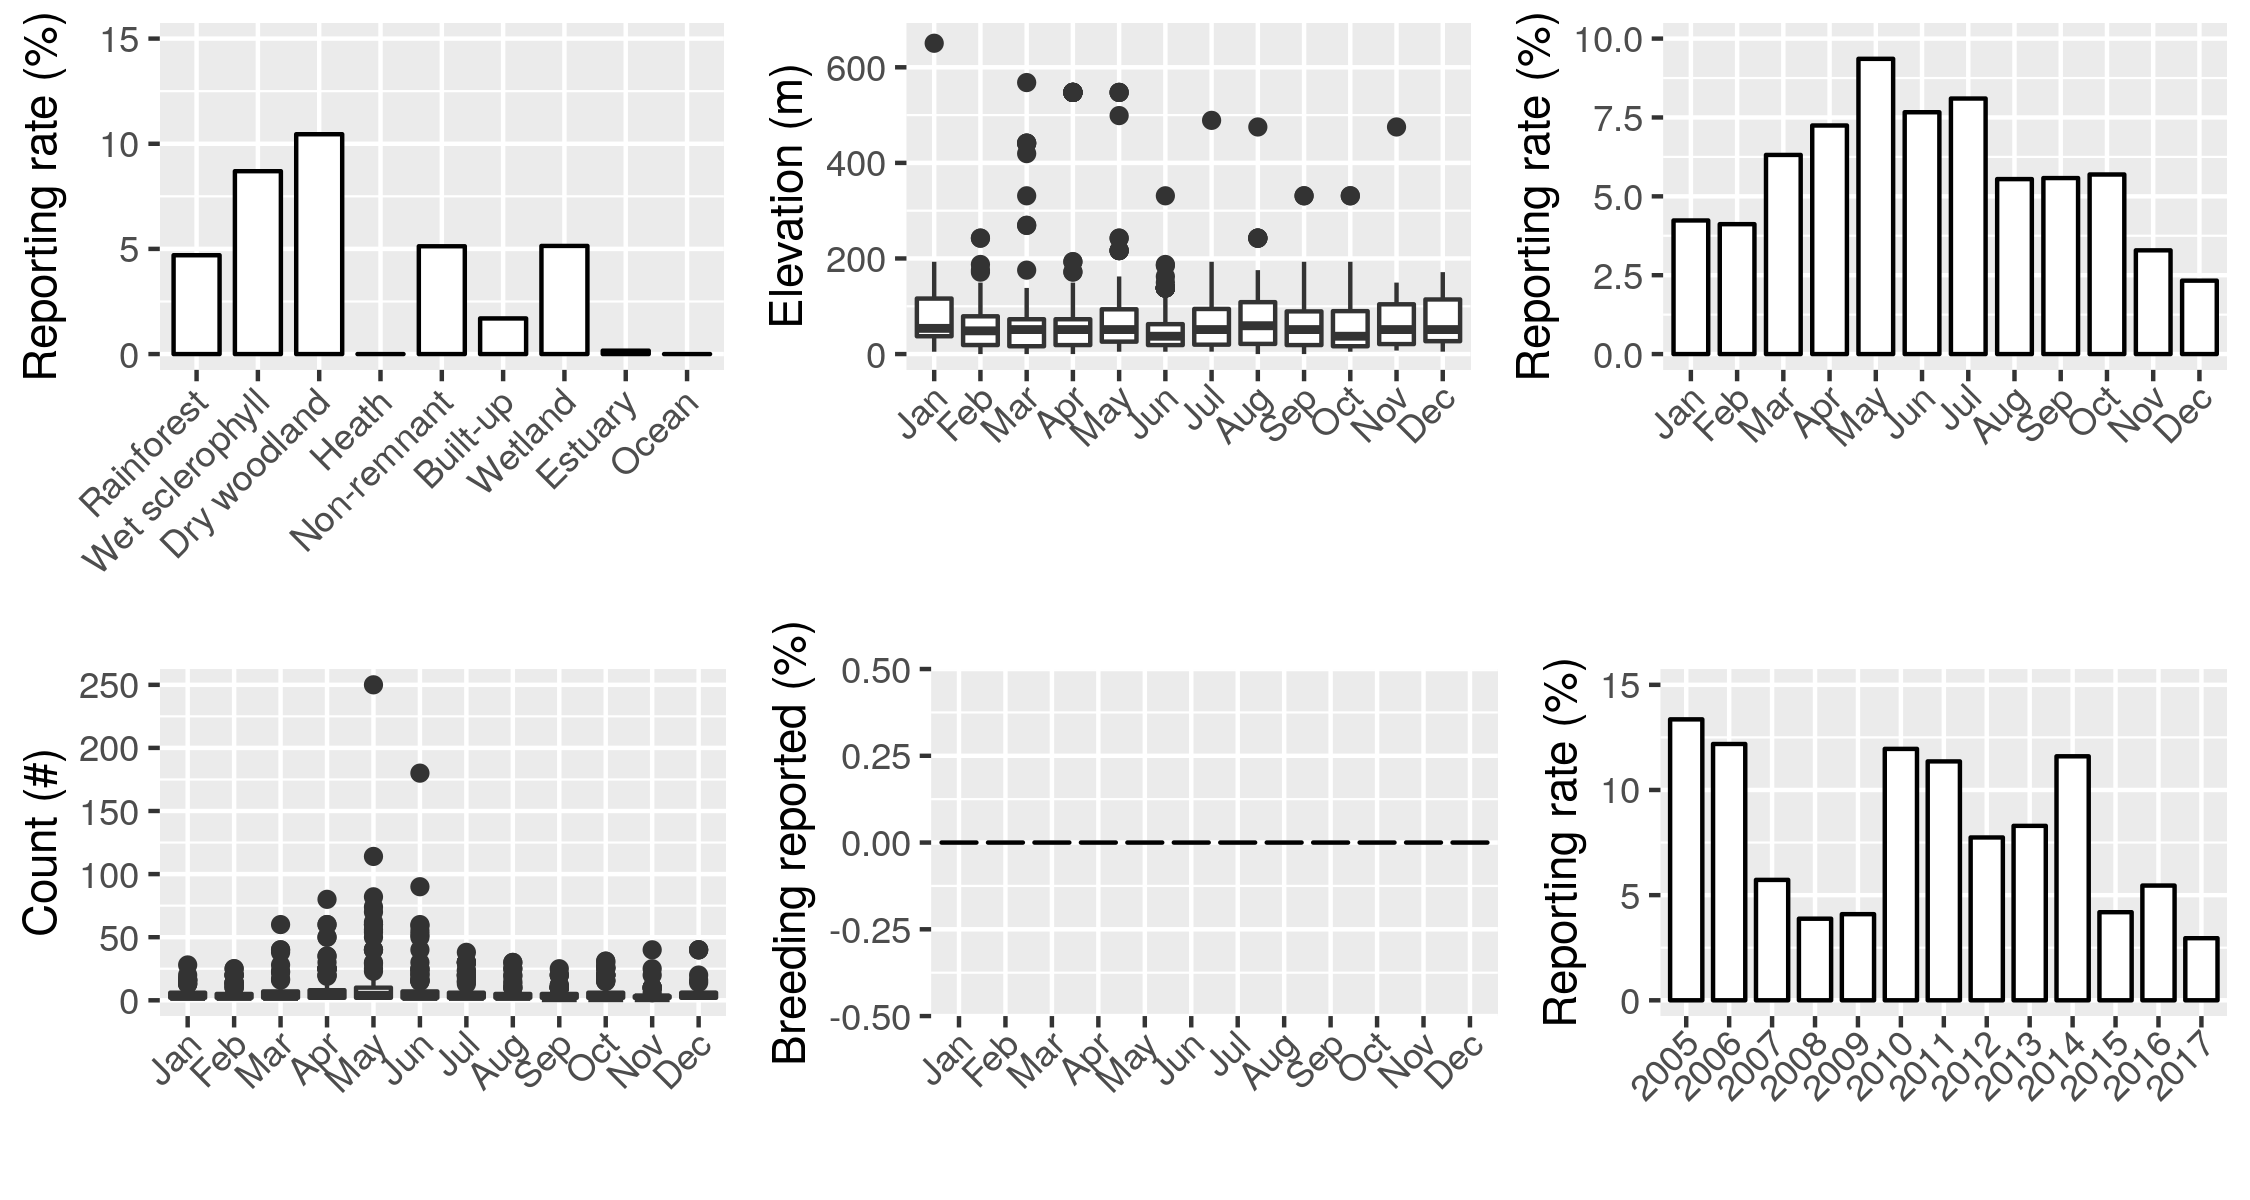 Reporting rate (%)
15
10
5
0
Rainforest
Wet sclerophyll
Dry woodland
Heath
Non-remnant
Built-up
Wetland
Estuary
Ocean
Elevation (m)
600
400
200
0
Jan
Feb
Mar
Apr
May
Jun
Jul
Aug
Sep
Oct
Nov
Dec
Reporting rate (%)
10.0
7.5
5.0
2.5
0.0
Jan
Feb
Mar
Apr
May
Jun
Jul
Aug
Sep
Oct
Nov
Dec
Count (#)
250
200
150
100
50
0
Jan
Feb
Mar
Apr
May
Jun
Jul
Aug
Sep
Oct
Nov
Dec
Breeding reported (%)
0.50
0.25
0.00
-0.25
-0.50
Jan
Feb
Mar
Apr
May
Jun
Jul
Aug
Sep
Oct
Nov
Dec
Reporting rate (%)
15
10
5
0
2005
2006
2007
2008
2009
2010
2011
2012
2013
2014
2015
2016
2017